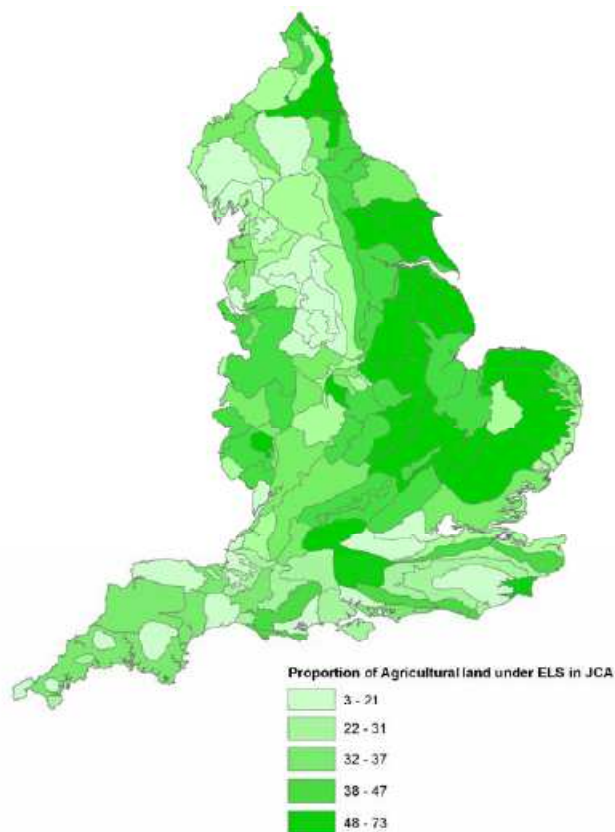 Proportion of Agricultural land under ELS in JCA
3 - 21
22 - 31
32 - 37
38 - 47
48 - 73